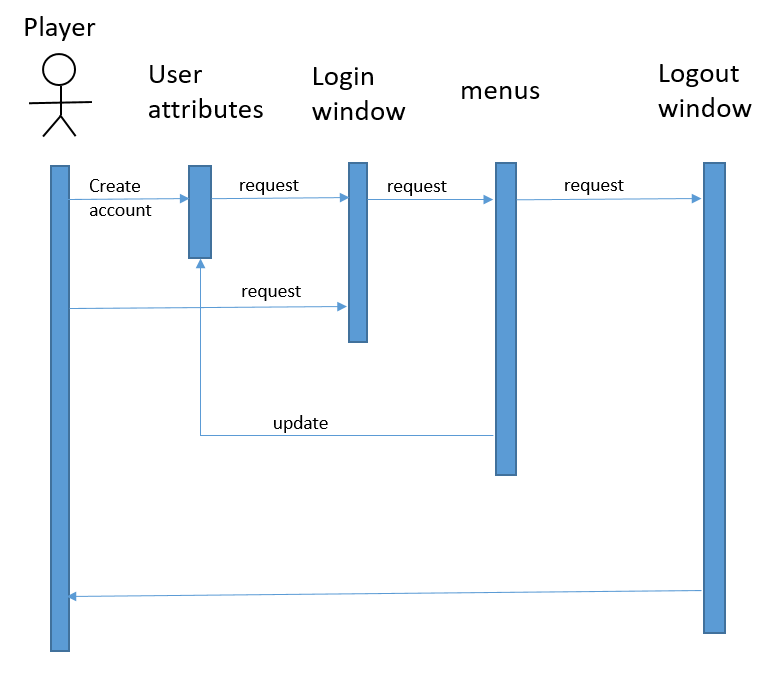 Player
User
attributes
Login
window
menus
Logout
window
Create
account
request
request
request
request
update